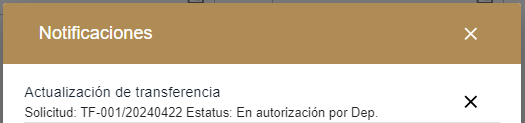 Notificaciones
Actualización de transferencia
Solicitud: TF-001/20240422 Estatus: En autorización por Dep.